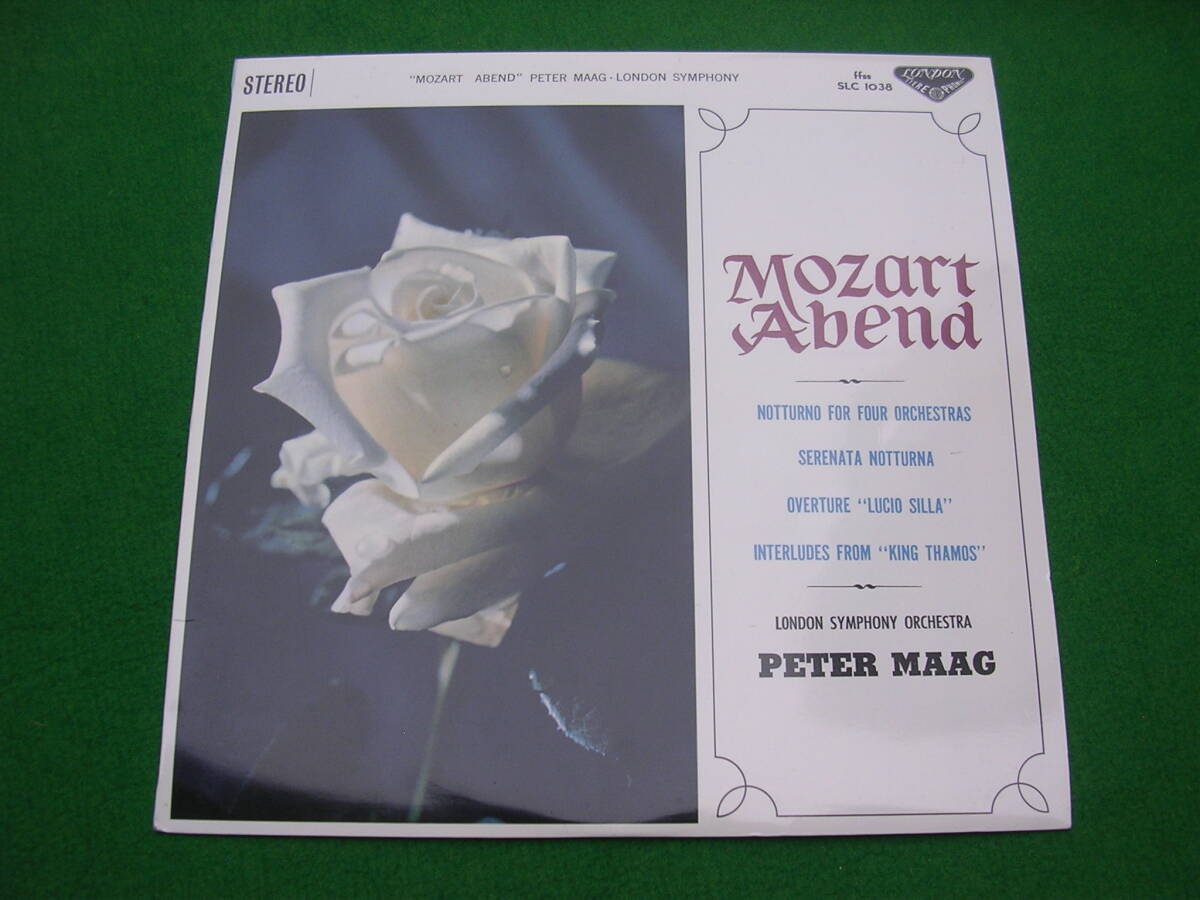 STEREO
"MOZART ABEND" PETER MAAG · LONDON SYMPHONY
ffss
SLC 1038
LONDON
Mozart
Abend
NOTTURNO FOR FOUR ORCHESTRAS
SERENATA NOTTURNA
OVERTURE "LUCIO SILLA"
INTERLUDES FROM "KING THAMOS"
LONDON SYMPHONY ORCHESTRA
PETER MAAG